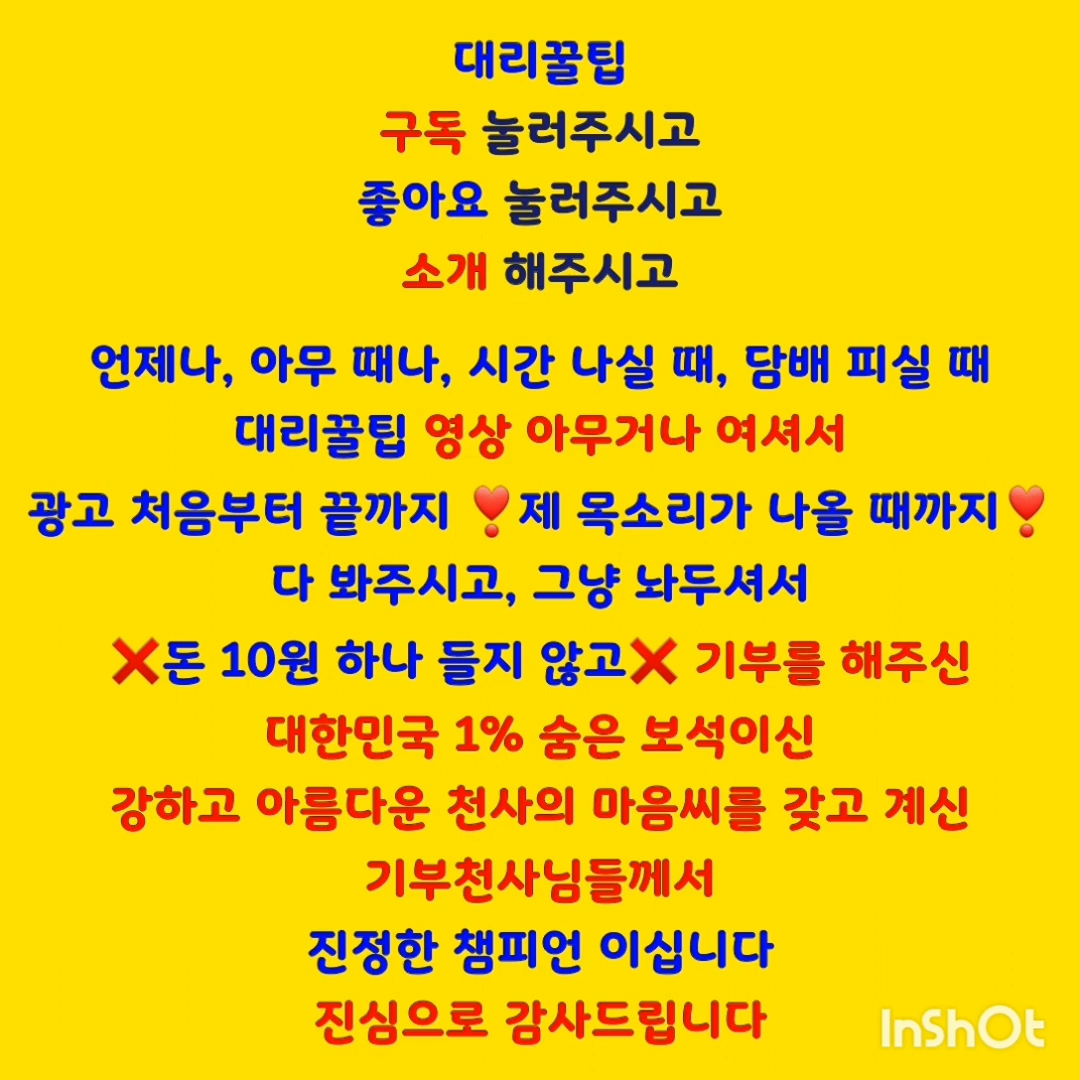 대리꿀팁
구독 눌러주시고
좋아요 눌러주시고
소개 해주시고
언제나, 아무 때나, 시간 나실 때, 담배 피실 때
대리꿀팁 영상 아무거나 여셔서
광고 처음부터 끝까지 ❣️제 목소리가 나올 때까지❣️
다 봐주시고, 그냥 놔두셔서
❌돈 10원 하나 들지 않고❌ 기부를 해주신
대한민국 1% 숨은 보석이신
강하고 아름다운 천사의 마음씨를 갖고 계신
기부천사님들께서
진정한 챔피언 이십니다
진심으로 감사드립니다
InShOt